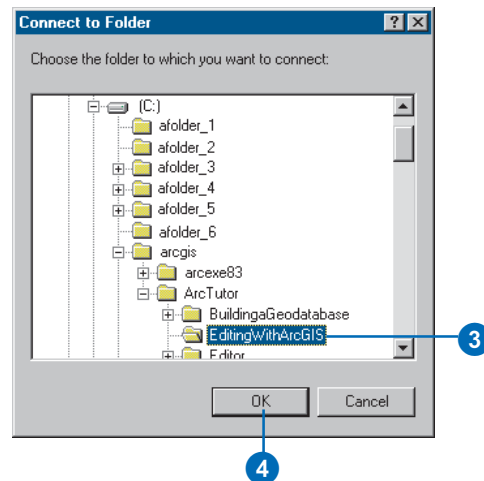 Connect to Folder
Choose the folder to which you want to connect:
(C:)
afolder_1
afolder_2
afolder_3
afolder_4
afolder_5
afolder_6
arcgis
arcexe83
ArcTutor
BuildingaGeodatabase
EditingWithArcGIS
3
Editor
OK
Cancel
4